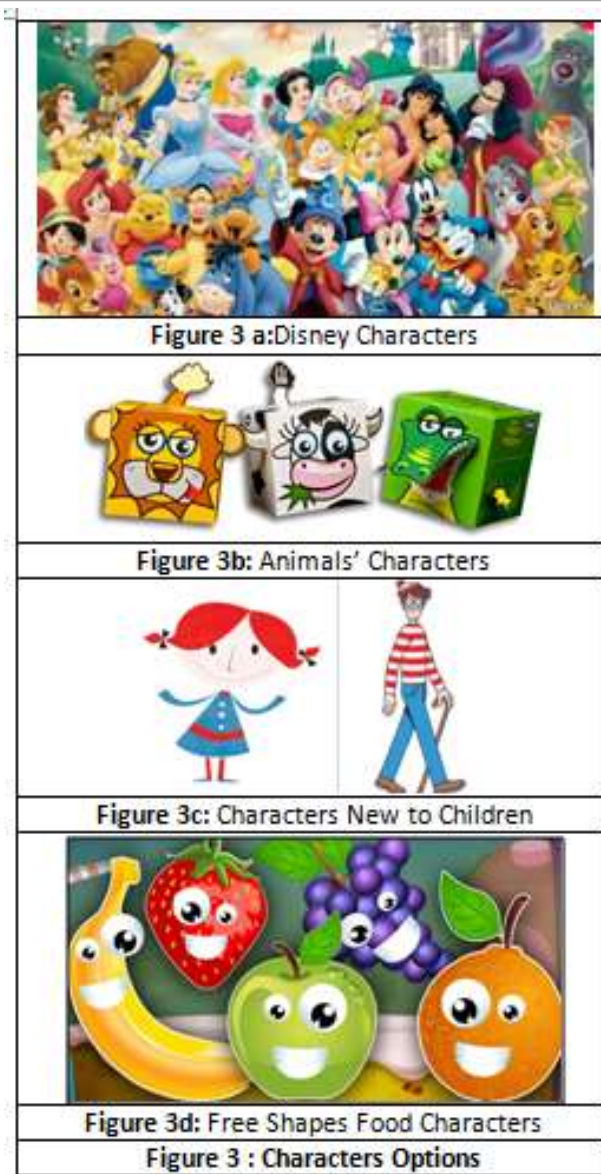 Figure 3 a:Disney Characters
Figure 3b: Animals’ Characters
Figure 3c: Characters New to Children
Figure 3d: Free Shapes Food Characters
Figure 3 : Characters Options